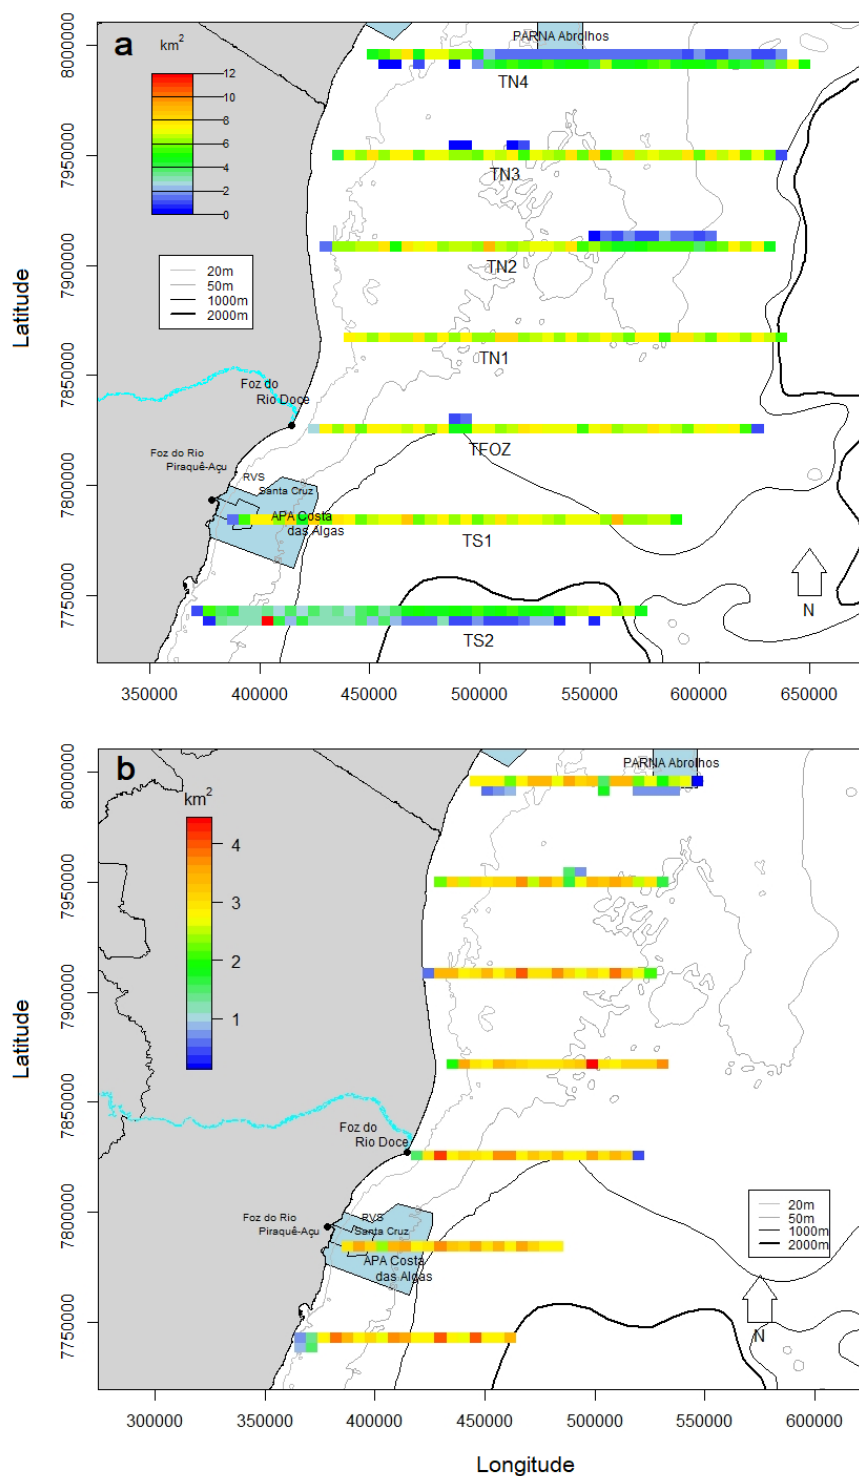 a
km2
12
10
8
6
4
2
0
20m
50m
1000m
2000m
PARNA Abrolhos
TN4
TN3
TN2
TN1
Foz do
Rio Doce
TFOZ
Foz do Rio
Piraquê-Açu
RVS
Santa Cruz
APA Costa
das Algas
TS1
TS2
N
Latitude
8000000
7950000
7900000
7850000
7800000
7750000
350000 400000 450000 500000 550000 600000 650000
b
km2
4
3
2
1
PARNA Abrolhos
Foz do
Rio Doce
Foz do Rio
Piraquê-Açu
RVS
Santa Cruz
APA Costa
das Algas
20m
50m
1000m
2000m
N
Latitude
8000000
7950000
7900000
7850000
7800000
7750000
300000 350000 400000 450000 500000 550000 600000
Longitude